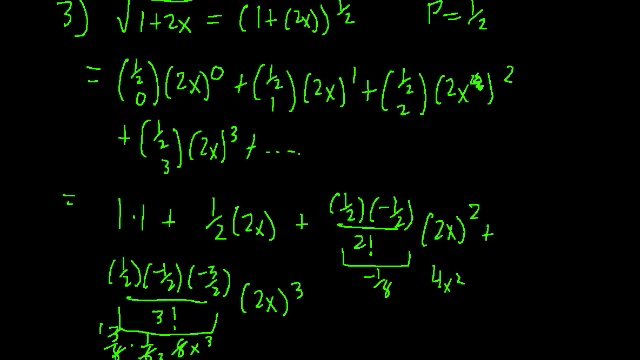 3) √1+2x = (1+(2x))^½ P=½
= (½ 0)(2x)^0 + (½ 1)(2x)^1 + (½ 2)(2x)^2
+ (½ 3)(2x)^3 + ....
= 1·1 + ½(2x) + (½)(-½)/2! (2x)^2 +
-⅛ 4x²
(½)(-½)(-3/2)/3! (2x)^3
8x³